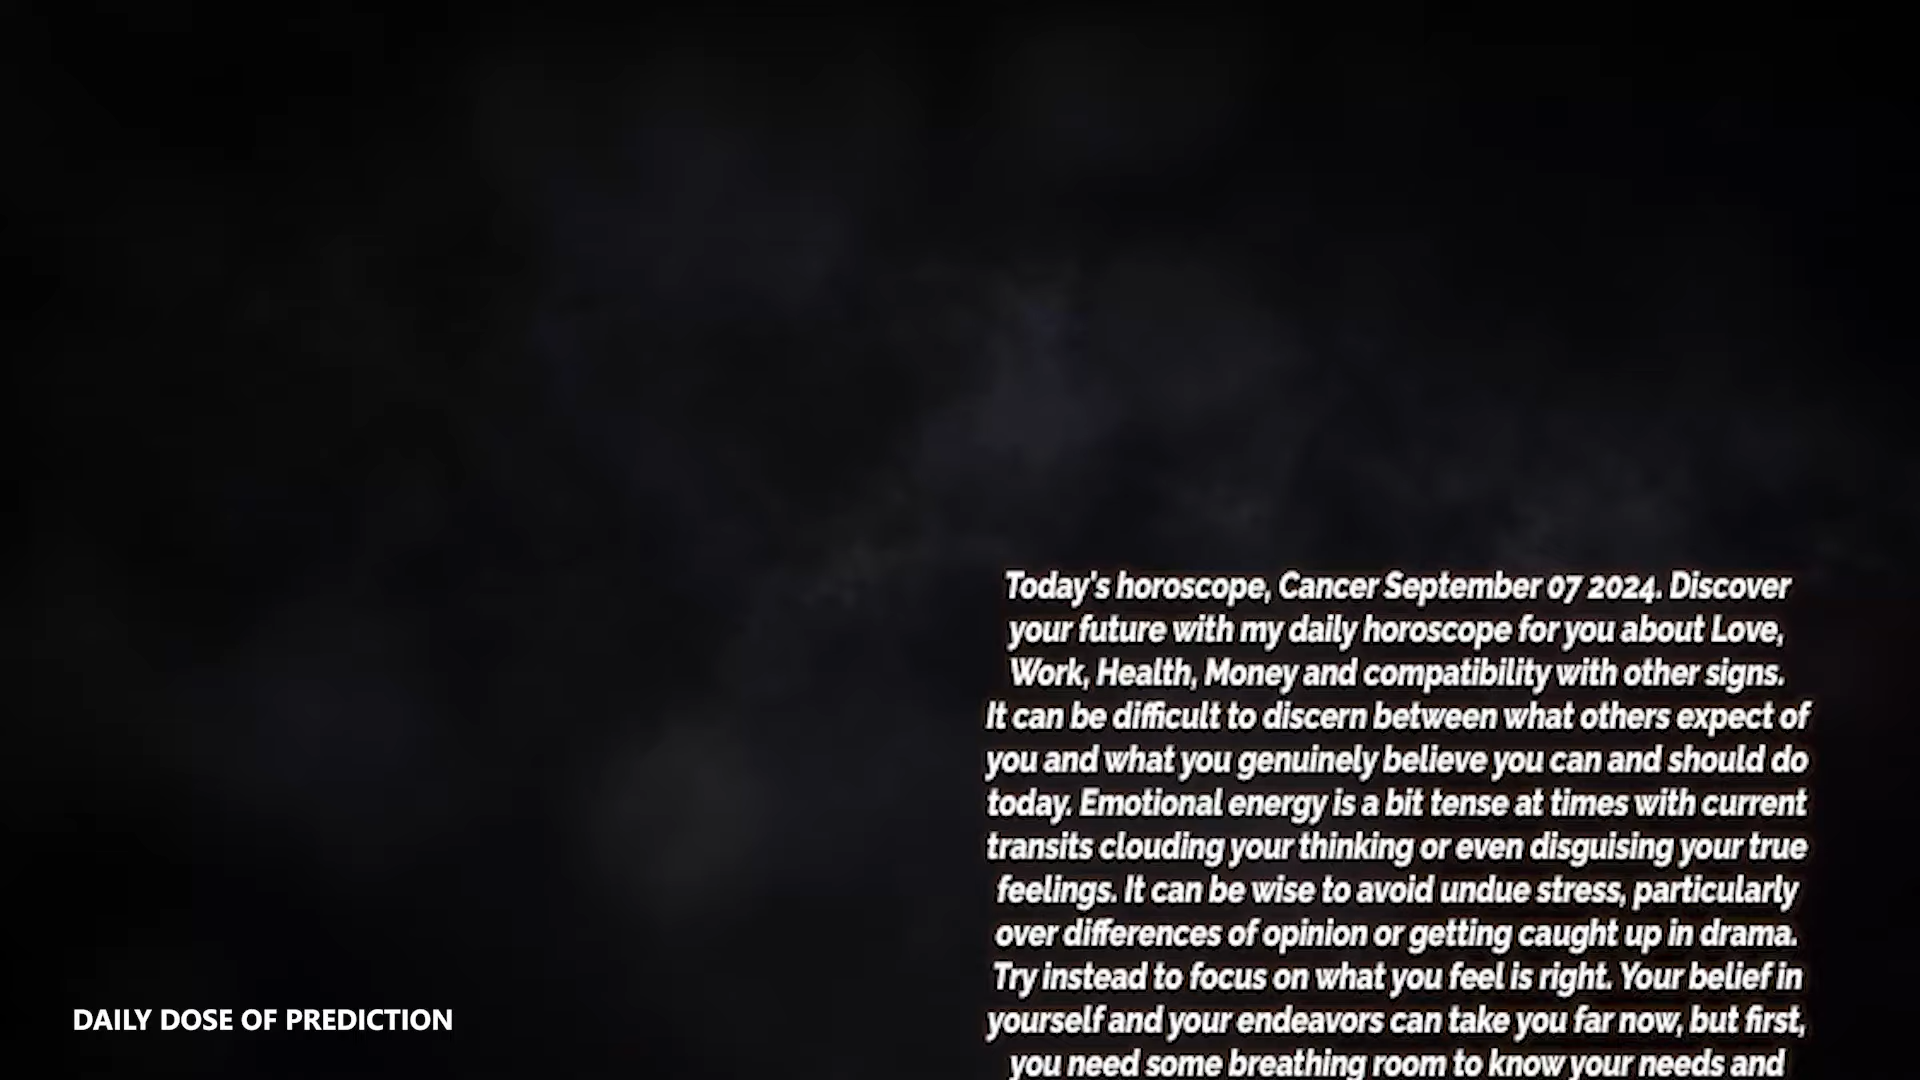 Today's horoscope, Cancer September 07 2024. Discover
your future with my daily horoscope for you about Love,
Work, Health, Money and compatibility with other signs.
It can be difficult to discern between what others expect of
you and what you genuinely believe you can and should do
today. Emotional energy is a bit tense at times with current
transits clouding your thinking or even disguising your true
feelings. It can be wise to avoid undue stress, particularly
over differences of opinion or getting caught up in drama.
Try instead to focus on what you feel is right. Your belief in
yourself and your endeavors can take you far now, but first,
you need some breathing room to know your needs and
DAILY DOSE OF PREDICTION